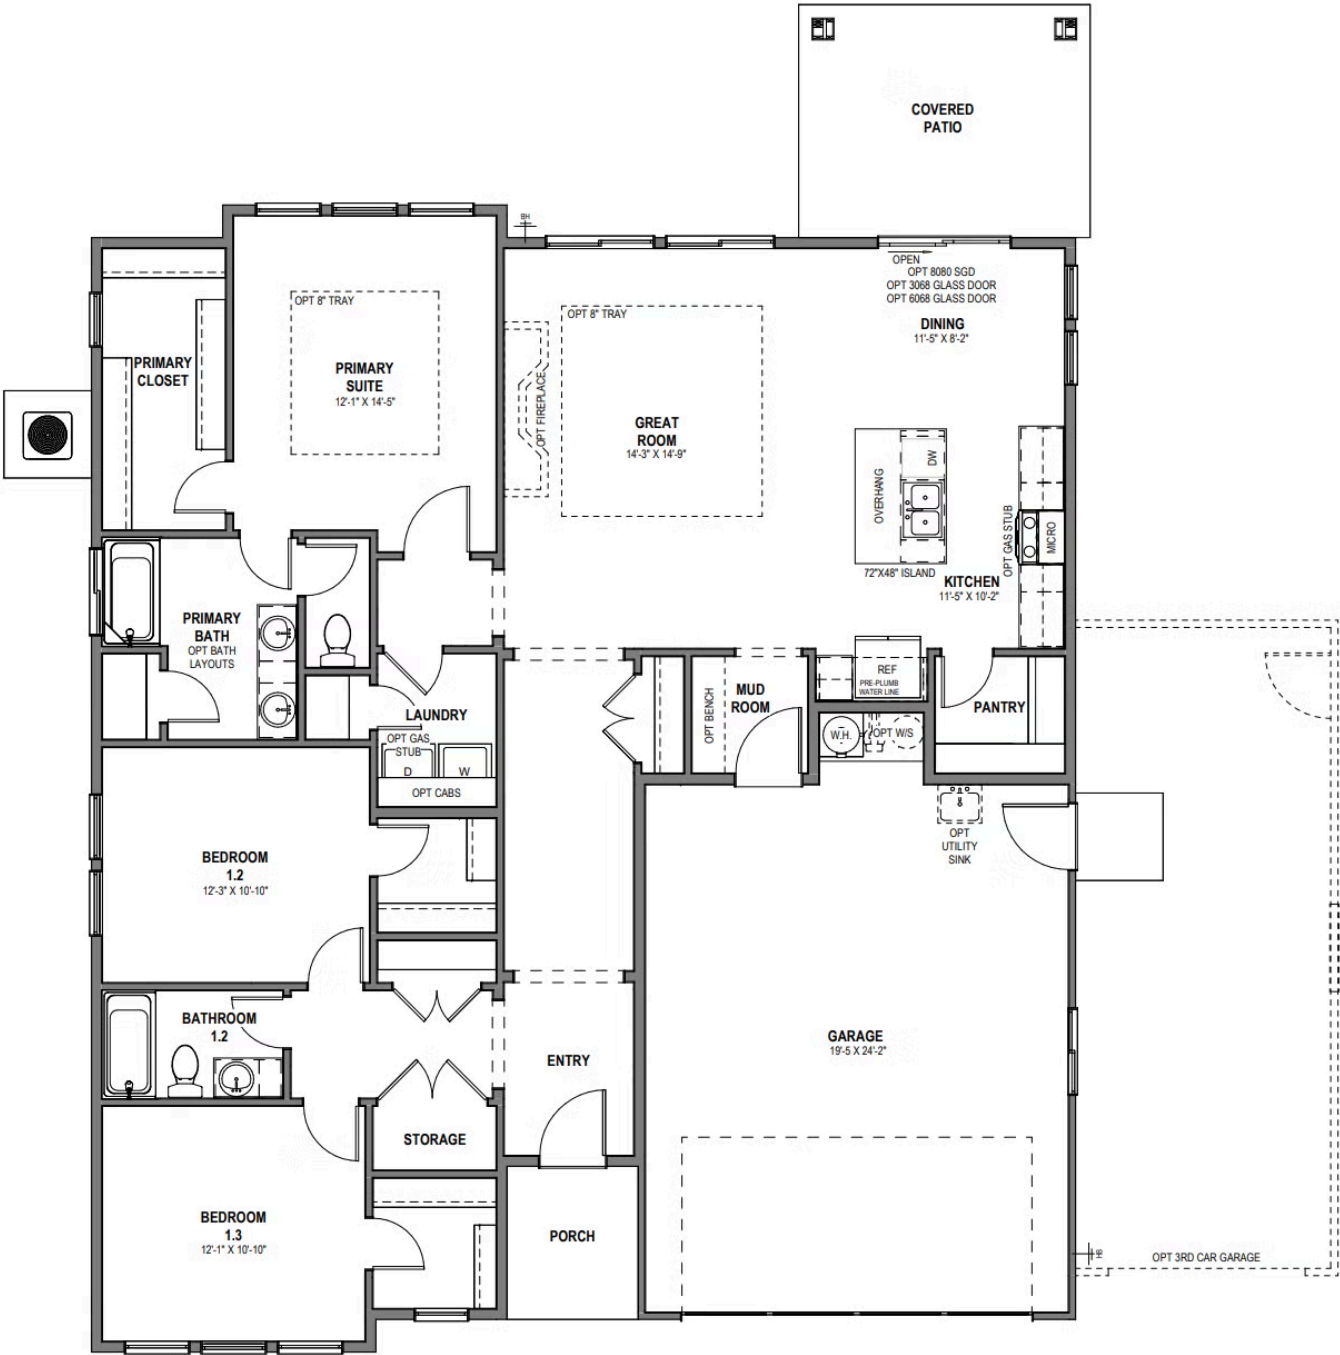 COVERED
PATIO
HB
OPEN
OPT 8080 SGD
OPT 3068 GLASS DOOR
OPT 6068 GLASS DOOR
DINING
11'-5" X 8'-2"
OPT 8" TRAY
OPT 8" TRAY
PRIMARY
CLOSET
PRIMARY
SUITE
12'-1" X 14'-5"
OPT FIREPLACE
GREAT
ROOM
14'-3" X 14'-9"
OVERHANG
DW
OPT GAS STUB
MICRO
72"X48" ISLAND
KITCHEN
11'-5" X 10'-2"
PRIMARY
BATH
OPT BATH
LAYOUTS
REF
PRE-PLUMB
WATER LINE
LAUNDRY
OPT GAS
STUB
D
W
OPT CABS
OPT BENCH
MUD
ROOM
PANTRY
W.H.
OPT W/S
OPT
UTILITY
SINK
BEDROOM
1.2
12'-3" X 10'-10"
BATHROOM
1.2
ENTRY
GARAGE
19'-5 X 24'-2"
STORAGE
BEDROOM
1.3
12'-1" X 10'-10"
PORCH
HB
OPT 3RD CAR GARAGE